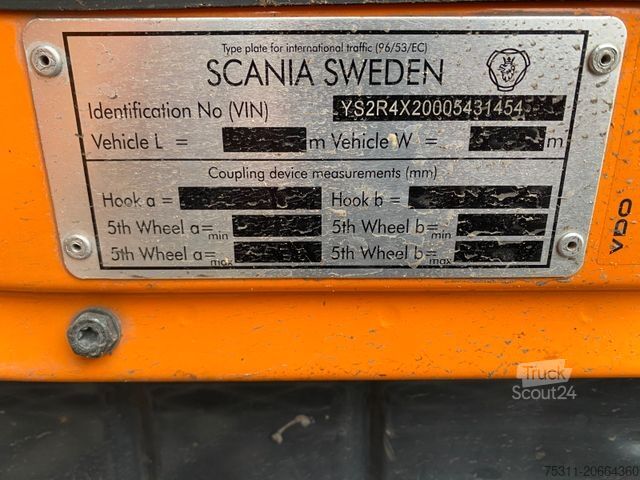 Type plate for international traffic (96/53/EC)
SCANIA SWEDEN
Identification No (VIN) YS2R4X20005431454
Vehicle L = m Vehicle W = m
Coupling device measurements (mm)
Hook a = Hook b =
5th Wheel a=min 5th Wheel b=min
5th Wheel a=max 5th Wheel b=max
VDO
Truck
Scout24
75311-20664360